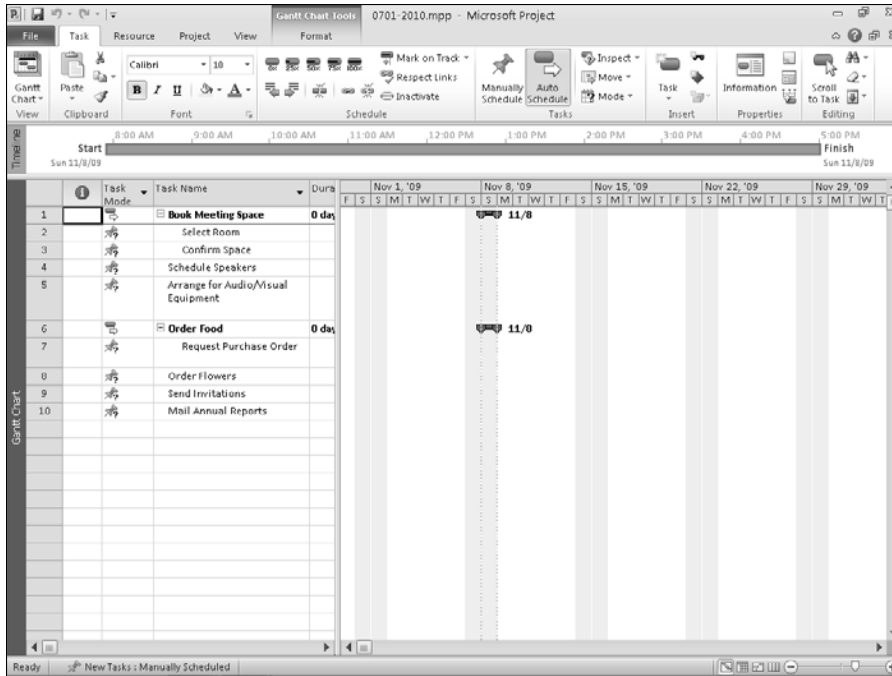 Gantt Chart Tools 0701-2010.mpp - Microsoft Project
File Task Resource Project View Format
Calibri 10
Mark on Track
Respect Links
Inactivate
Inspect
Move
Mode
Gantt Chart
Paste
B I U
0% 25% 50% 75% 100%
Manually Schedule
Auto Schedule
Task
Information
Scroll to Task
View Clipboard Font Schedule Tasks Insert Properties Editing
Timeline
8:00 AM 9:00 AM 10:00 AM 11:00 AM 12:00 PM 1:00 PM 2:00 PM 3:00 PM 4:00 PM 5:00 PM
Start Finish
Sun 11/8/09 Sun 11/8/09
Task Mode Task Name Dura
Nov 1, '09 Nov 8, '09 Nov 15, '09 Nov 22, '09 Nov 29, '09
F S S M T W T F S S M T W T F S S M T W T F S S M T W T F S S M T W T
1 Book Meeting Space 0 day 11/8
2 Select Room
3 Confirm Space
4 Schedule Speakers
5 Arrange for Audio/Visual
Equipment
6 Order Food 0 day 11/8
7 Request Purchase Order
8 Order Flowers
9 Send Invitations
10 Mail Annual Reports
Gantt Chart
Ready New Tasks : Manually Scheduled